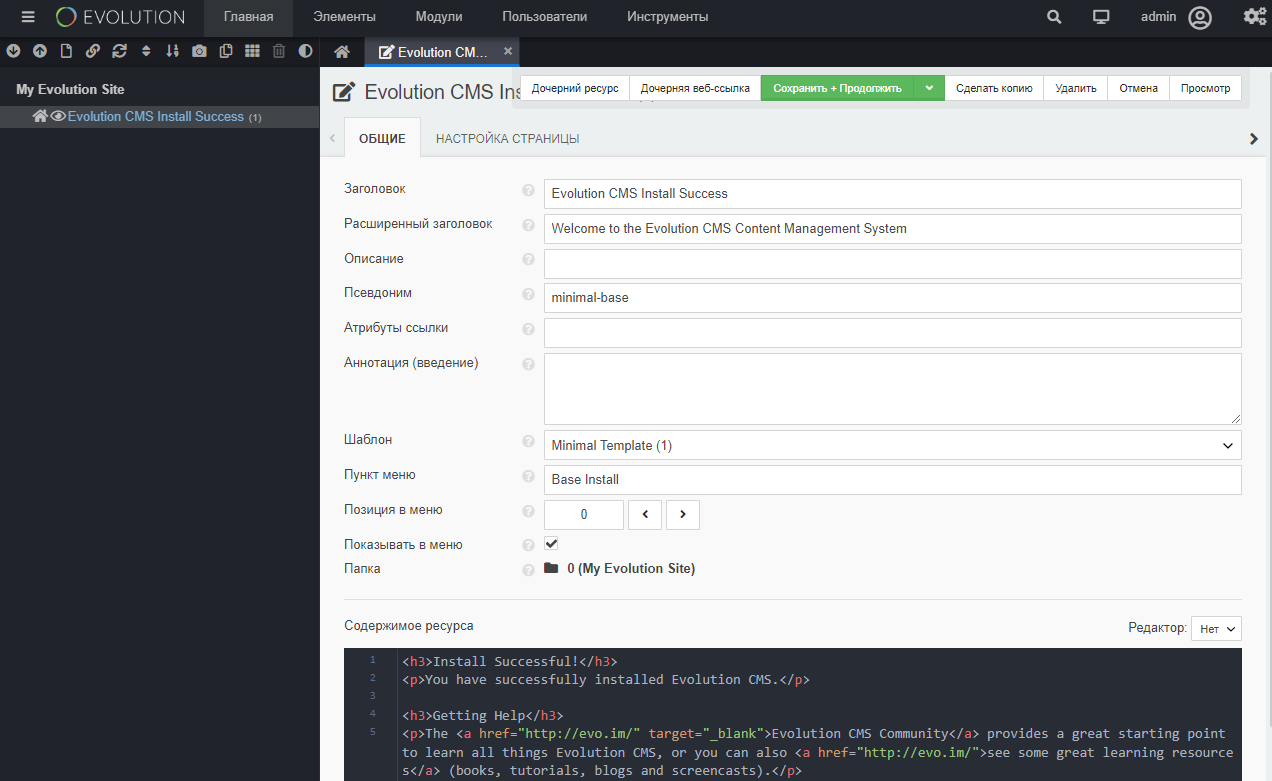 EVOLUTION Главная Элементы Модули Пользователи Инструменты admin
Evolution CM... ×
My Evolution Site
Evolution CMS Install Success (1)
Evolution CMS Ins
Дочерний ресурс Дочерняя веб-ссылка Сохранить + Продолжить Сделать копию Удалить Отмена Просмотр
ОБЩИЕ НАСТРОЙКА СТРАНИЦЫ
Заголовок ? Evolution CMS Install Success
Расширенный заголовок ? Welcome to the Evolution CMS Content Management System
Описание ?
Псевдоним ? minimal-base
Атрибуты ссылки ?
Аннотация (введение) ?
Шаблон ? Minimal Template (1)
Пункт меню ? Base Install
Позиция в меню ? 0
Показывать в меню ?
Папка ? 0 (My Evolution Site)
Содержимое ресурса Редактор: Нет
1 <h3>Install Successful!</h3>
2 <p>You have successfully installed Evolution CMS.</p>
3
4 <h3>Getting Help</h3>
5 <p>The <a href="http://evo.im/" target="_blank">Evolution CMS Community</a> provides a great starting point
to learn all things Evolution CMS, or you can also <a href="http://evo.im/">see some great learning resource
s</a> (books, tutorials, blogs and screencasts).</p>